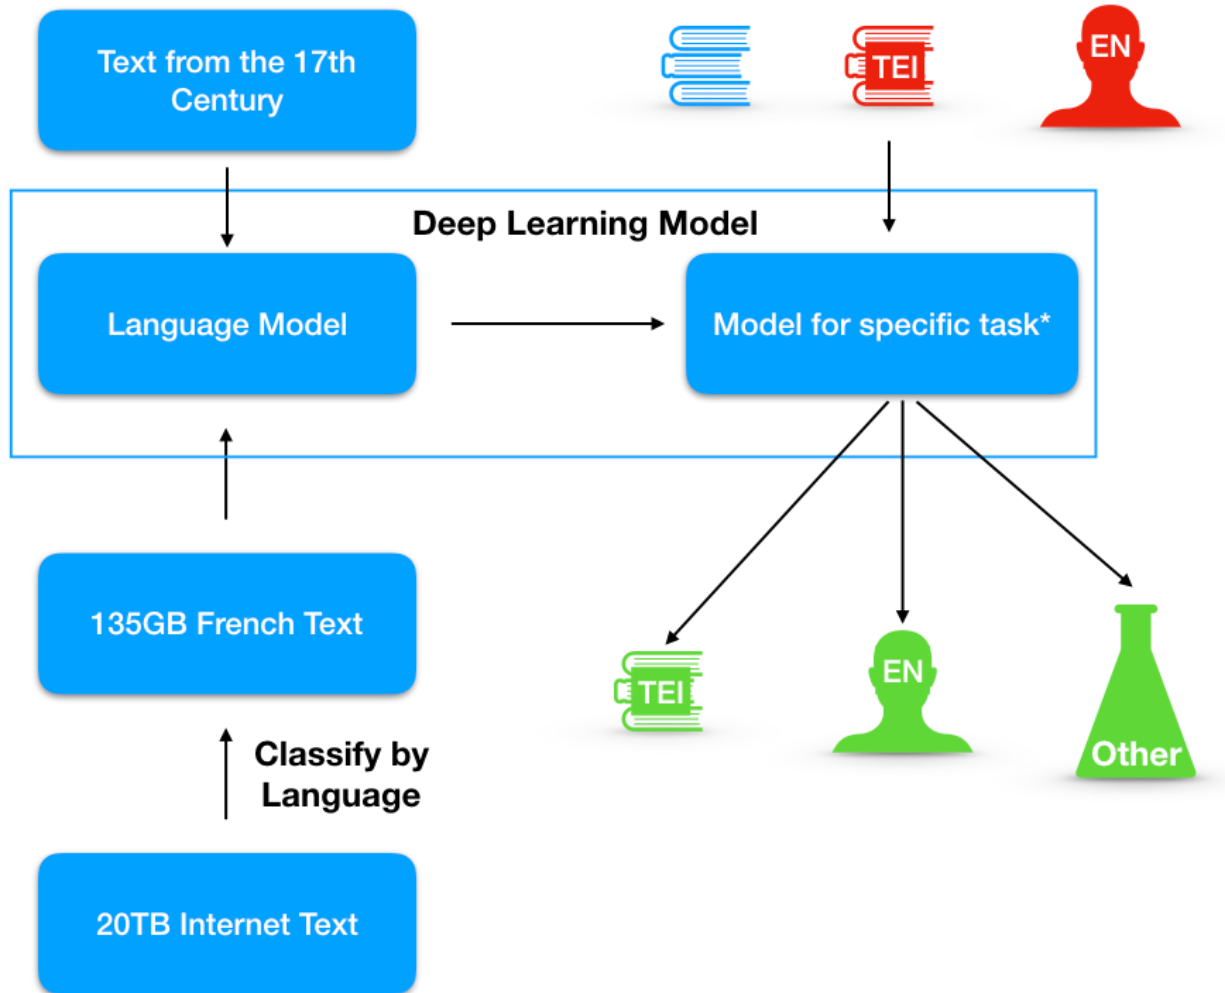 Text from the 17th
Century
TEI
EN
Deep Learning Model
Language Model
Model for specific task*
135GB French Text
TEI
EN
Other
Classify by
Language
20TB Internet Text